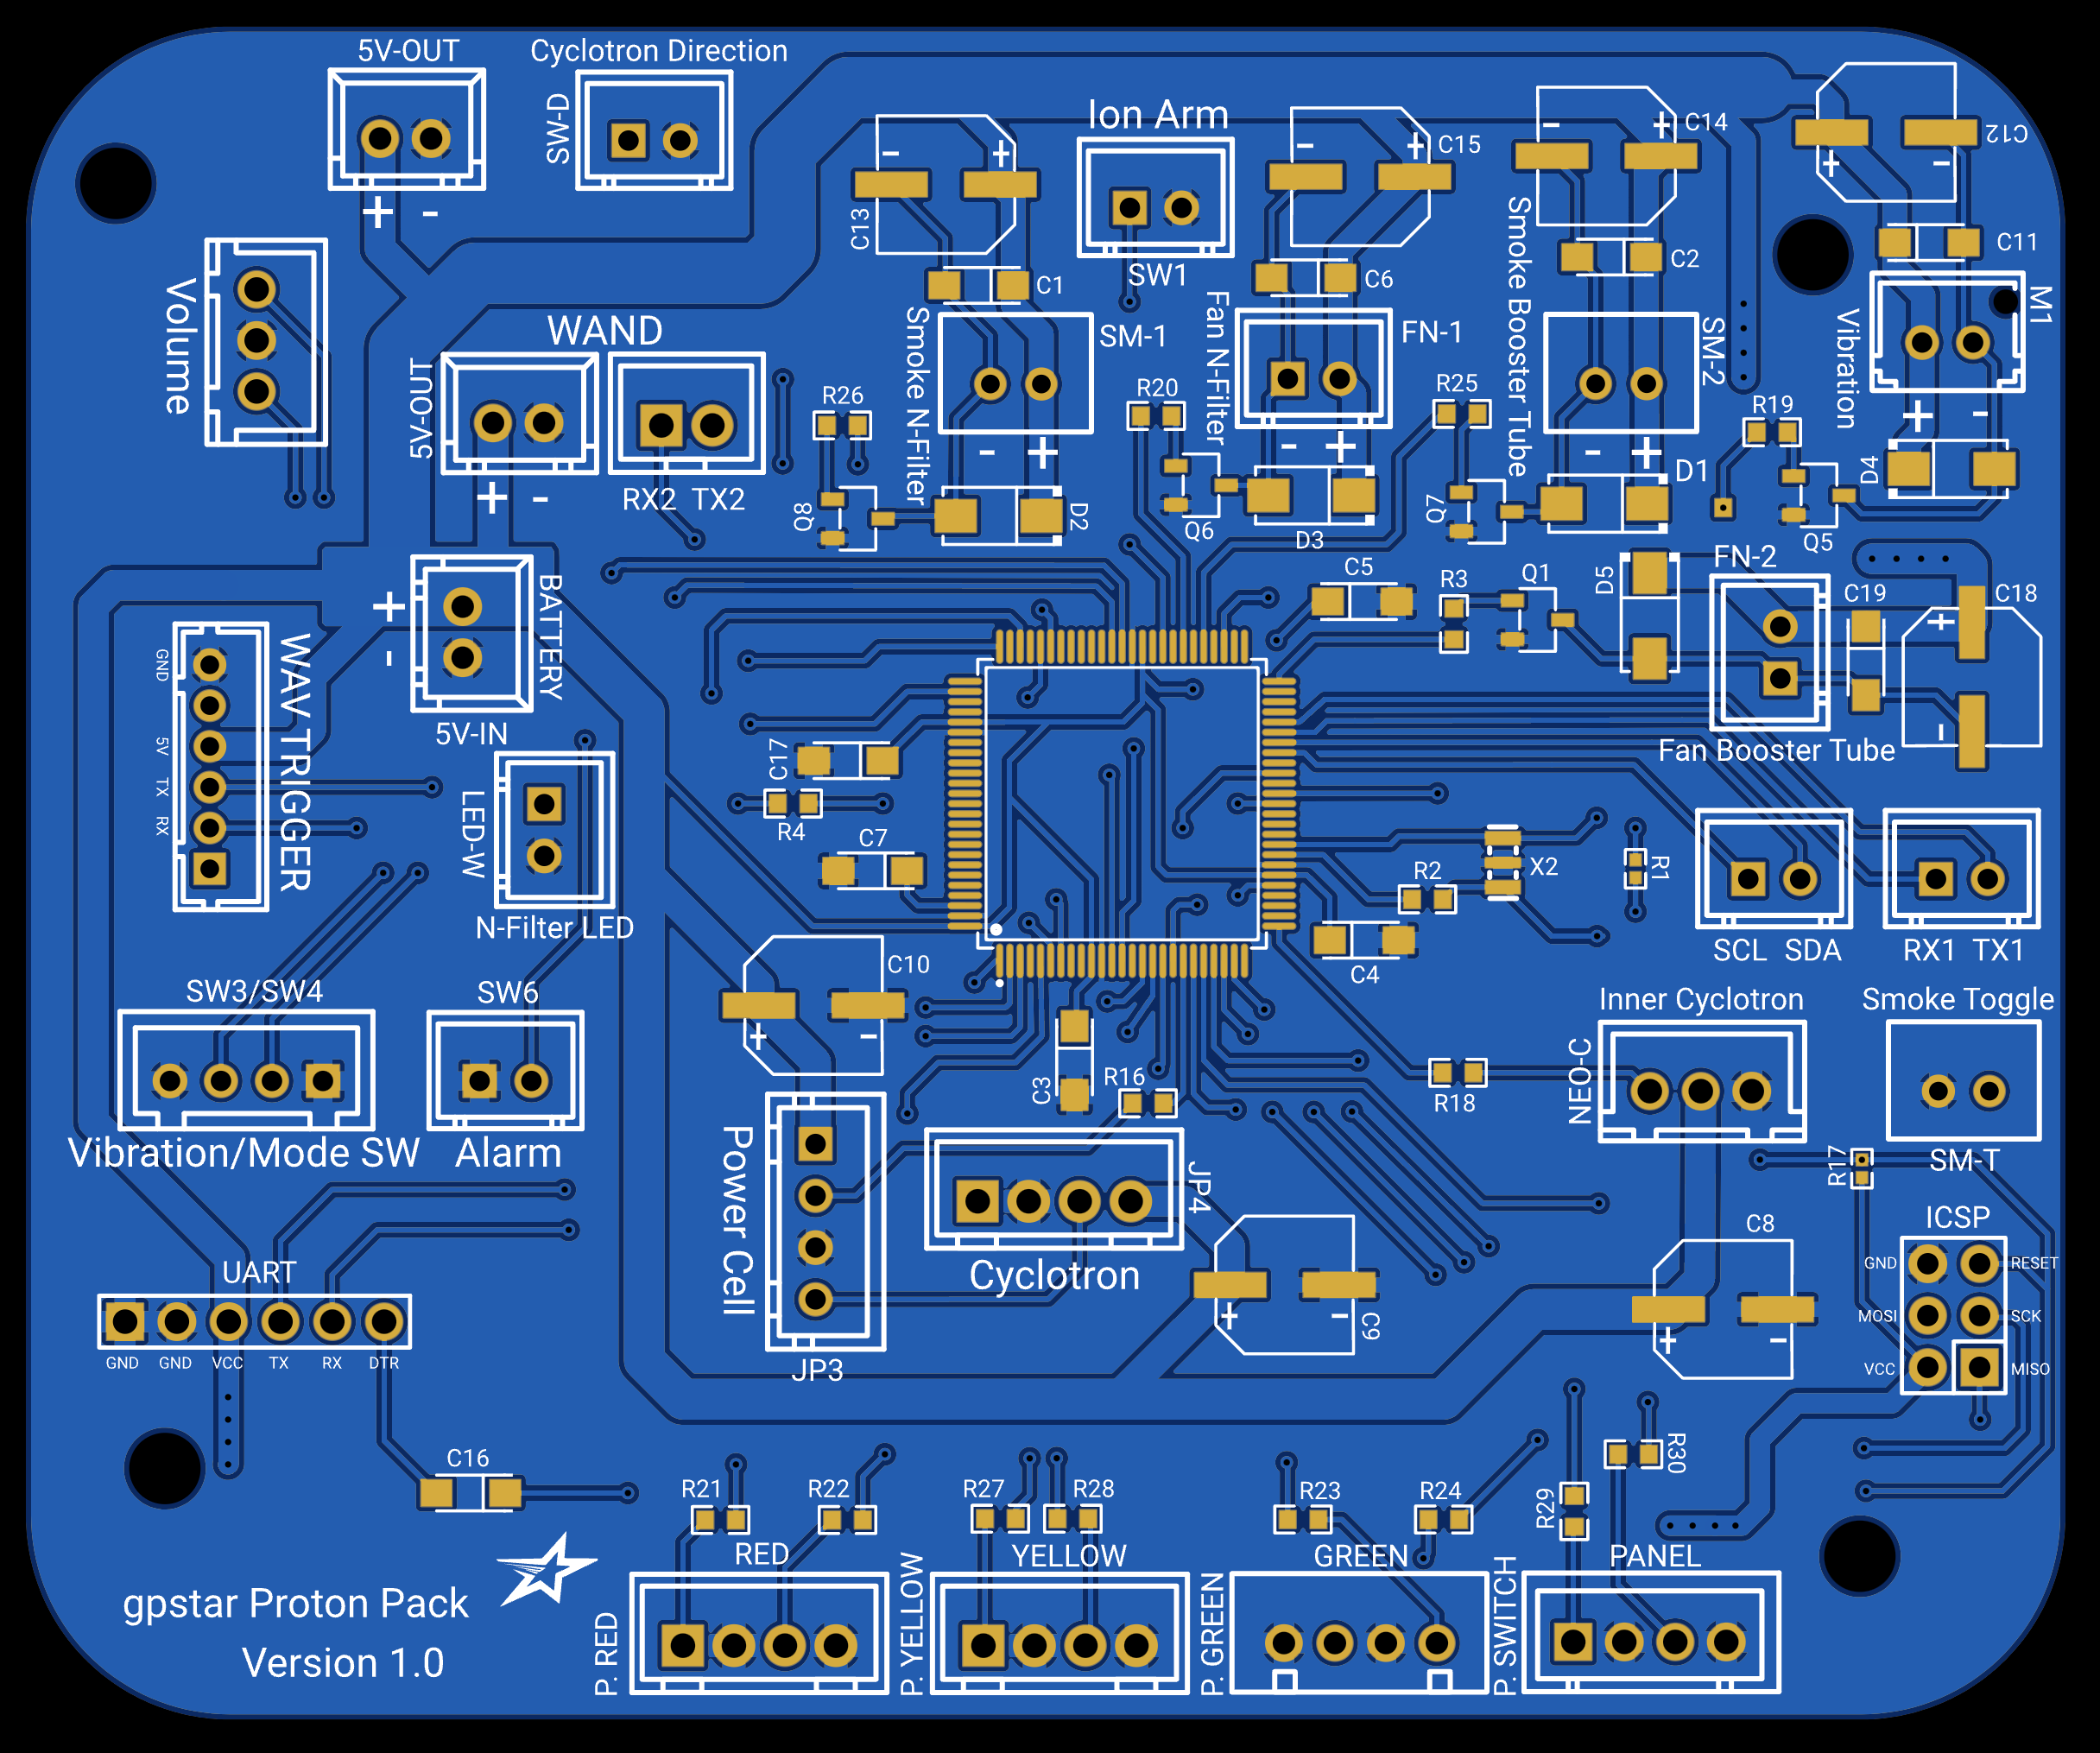 5V-OUT
Cyclotron Direction
SW-D
+ -
Ion Arm
SW1
- +
C13
C1
- +
C15
C6
- +
C14
C2
+ -
C12
C11
M1
Vibration
+ -
Volume
WAND
5V-OUT
+ -
RX2 TX2
R26
Q8
Smoke N-Filter
SM-1
- +
D2
R20
Q6
Fan N-Filter
FN-1
- +
D3
R25
Q7
Smoke Booster Tube
SM-2
- +
D1
R19
Q5
D4
BATTERY
+
-
5V-IN
WAV TRIGGER
GND
5V
TX
RX
LED-W
N-Filter LED
C5
R3
Q1
D5
FN-2
C19
C18
+
-
Fan Booster Tube
C17
R4
C7
R2
X2
R1
C4
SCL SDA
RX1 TX1
SW3/SW4
Vibration/Mode SW
SW6
Alarm
C10
+ -
C3
R16
R18
Inner Cyclotron
NEO-C
Smoke Toggle
SM-T
R17
Power Cell
JP3
JP4
Cyclotron
C9
+ -
C8
+ -
ICSP
GND RESET
MOSI SCK
VCC MISO
UART
GND GND VCC TX RX DTR
C16
R21
R22
RED
P. RED
R27
R28
YELLOW
P. YELLOW
R23
R24
GREEN
P. GREEN
R29
R30
PANEL
P. SWITCH
gpstar Proton Pack
Version 1.0